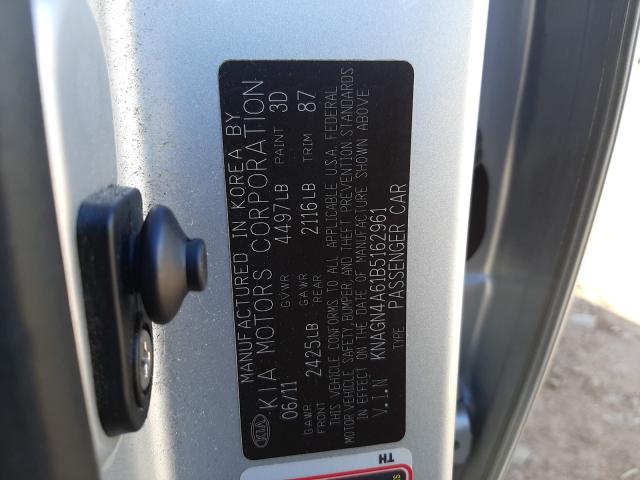 MANUFACTURED IN KOREA BY
KIA KIA MOTORS CORPORATION
06/11 GVWR 4497LB PAINT 3D
GAWR FRONT 2425LB GAWR REAR 2116LB TRIM 87
THIS VEHICLE CONFORMS TO ALL APPLICABLE U.S.A. FEDERAL
MOTOR VEHICLE SAFETY, BUMPER, AND THEFT PREVENTION STANDARDS
IN EFFECT ON THE DATE OF MANUFACTURE SHOWN ABOVE
V.I.N KNAGN4A61B5162961
TYPE PASSENGER CAR
TH